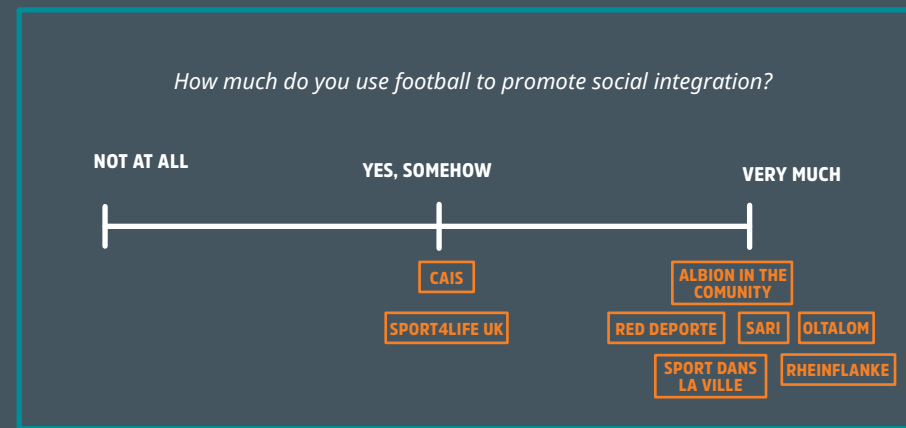 How much do you use football to promote social integration?
NOT AT ALL
YES, SOMEHOW
VERY MUCH
CAIS
ALBION IN THE
COMUNITY
SPORT4LIFE UK
RED DEPORTE
SARI
OLTALOM
SPORT DANS
LA VILLE
RHEINFLANKE